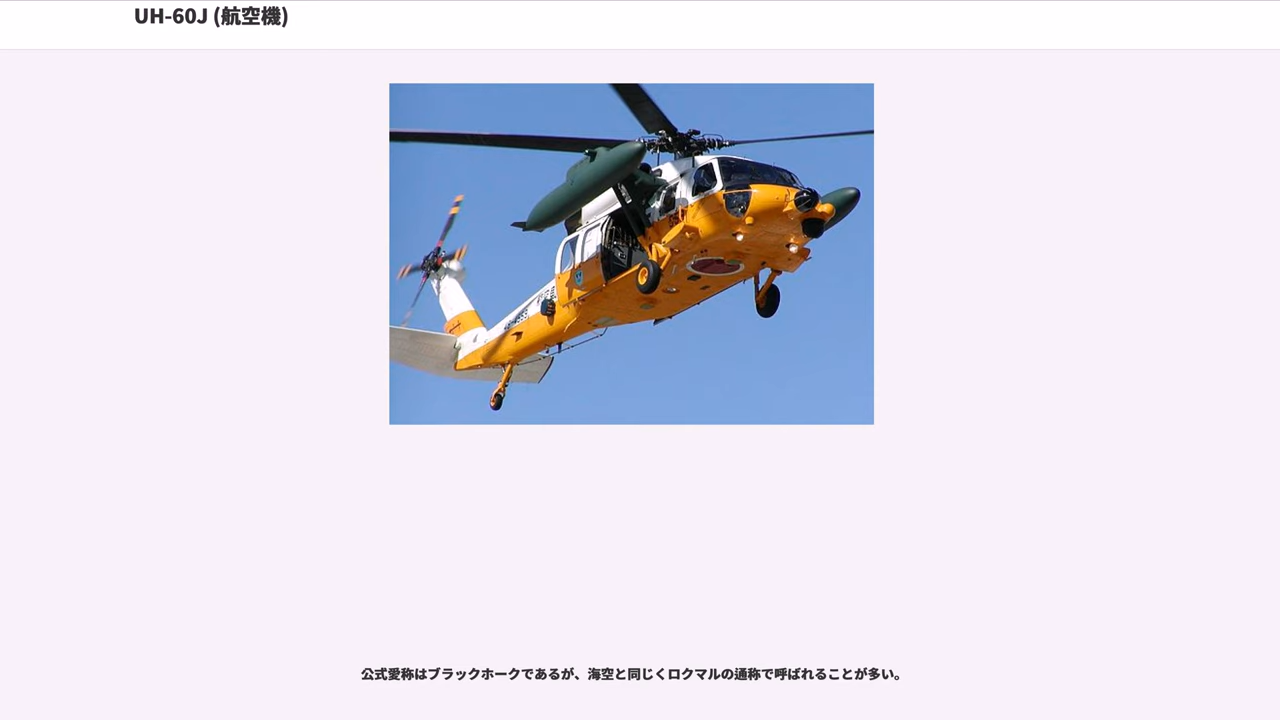 UH-60J (航空機)
公式愛称はブラックホークであるが、海空と同じくロクマルの通称で呼ばれることが多い。